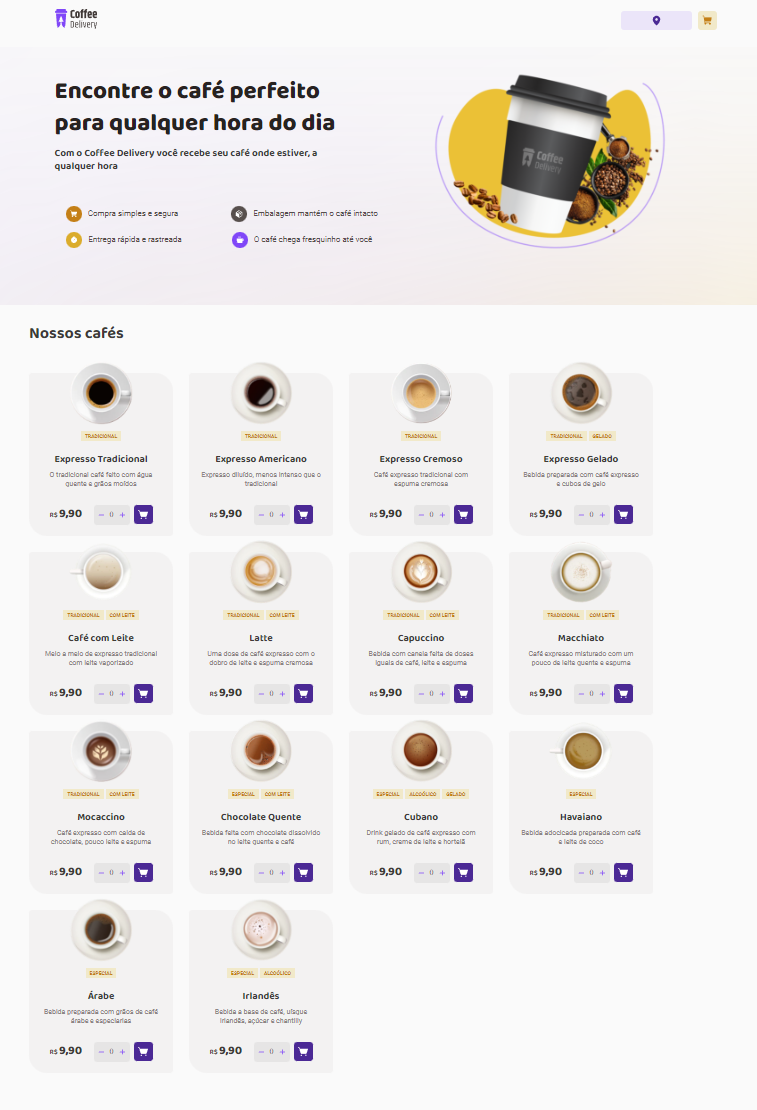 Coffee
Delivery
Encontre o café perfeito
para qualquer hora do dia
Com o Coffee Delivery você recebe seu café onde estiver, a
qualquer hora
Coffee
Delivery
Compra simples e segura
Embalagem mantém o café intacto
Entrega rápida e rastreada
O café chega fresquinho até você
Nossos cafés
TRADICIONAL
Expresso Tradicional
O tradicional café feito com água
quente e grãos moídos
R$ 9,90
0
TRADICIONAL
Expresso Americano
Expresso diluído, menos intenso que o
tradicional
R$ 9,90
0
TRADICIONAL
Expresso Cremoso
Café expresso tradicional com
espuma cremosa
R$ 9,90
0
TRADICIONAL GELADO
Expresso Gelado
Bebida preparada com café expresso
e cubos de gelo
R$ 9,90
0
TRADICIONAL COM LEITE
Café com Leite
Meio a meio de expresso tradicional
com leite vaporizado
R$ 9,90
0
TRADICIONAL COM LEITE
Latte
Uma dose de café expresso com o
dobro de leite e espuma cremosa
R$ 9,90
0
TRADICIONAL COM LEITE
Capuccino
Bebida com canela feita de doses
iguais de café, leite e espuma
R$ 9,90
0
TRADICIONAL COM LEITE
Macchiato
Café expresso misturado com um
pouco de leite quente e espuma
R$ 9,90
0
TRADICIONAL COM LEITE
Mocaccino
Café expresso com calda de
chocolate, pouco leite e espuma
R$ 9,90
0
ESPECIAL COM LEITE
Chocolate Quente
Bebida feita com chocolate dissolvido
no leite quente e café
R$ 9,90
0
ESPECIAL ALCOÓLICO GELADO
Cubano
Drink gelado de café expresso com
rum, creme de leite e hortelã
R$ 9,90
0
ESPECIAL
Havaiano
Bebida adocicada preparada com café
e leite de coco
R$ 9,90
0
ESPECIAL
Árabe
Bebida preparada com grãos de café
árabe e especiarias
R$ 9,90
0
ESPECIAL ALCOÓLICO
Irlandês
Bebida a base de café, uísque
irlandês, açúcar e chantilly
R$ 9,90
0